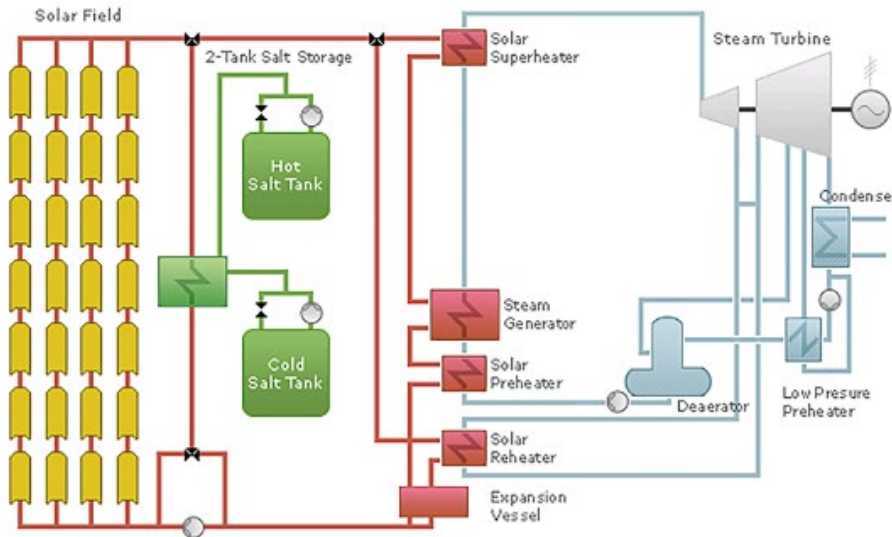 Solar Field
2-Tank Salt Storage
Solar
Superheater
Steam Turbine
Hot
Salt Tank
Condense
Steam
Generator
Cold
Salt Tank
Solar
Preheater
Deaerator
Low Presure
Preheater
Solar
Reheater
Expansion
Vessel